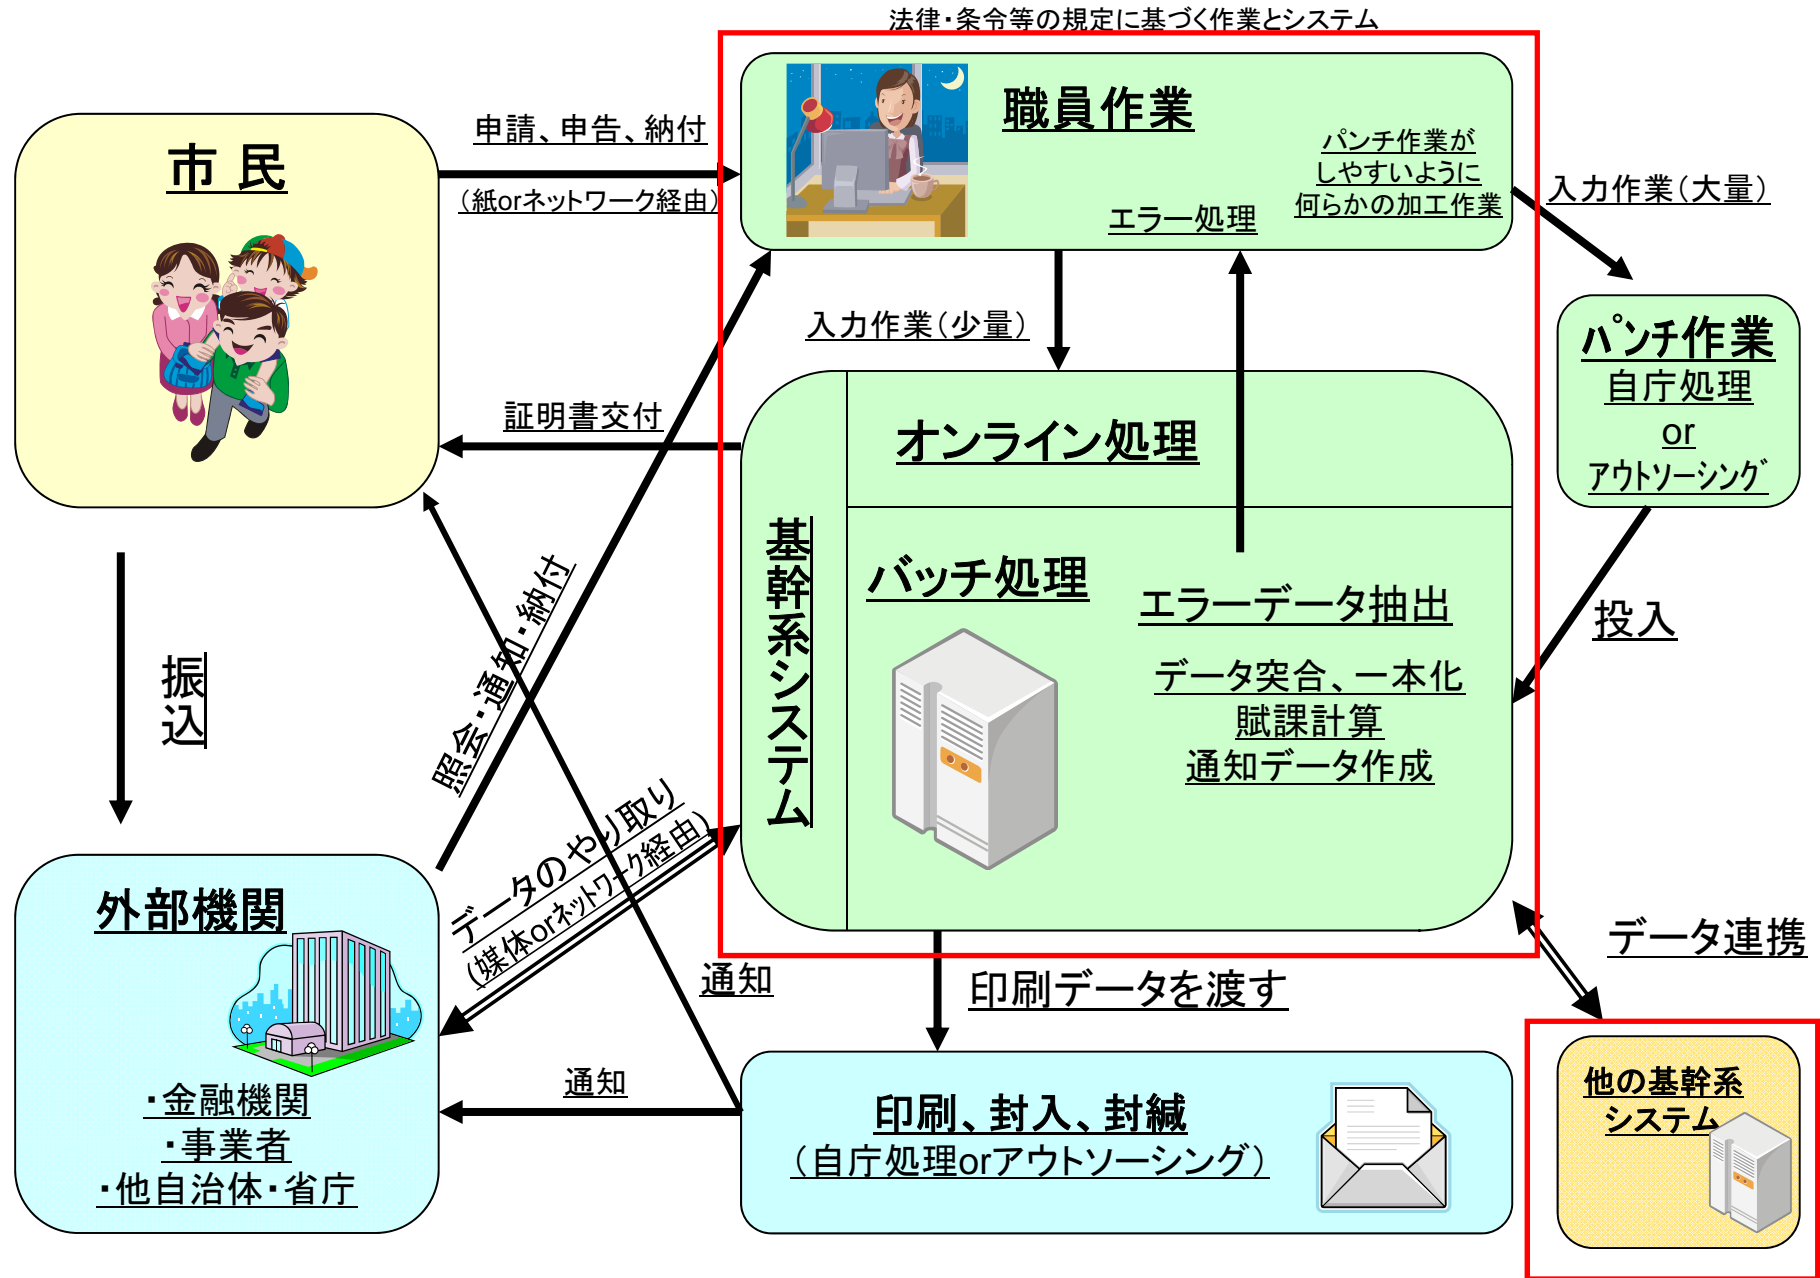 法律・条令等の規定に基づく作業とシステム
市 民
申請、申告、納付
（紙orネットワーク経由）
職員作業
パンチ作業が
しやすいように
何らかの加工作業
エラー処理
入力作業（大量）
入力作業（少量）
パンチ作業
自庁処理
or
アウトソーシング
証明書交付
オンライン処理
基幹系システム
バッチ処理
エラーデータ抽出
データ突合、一本化
賦課計算
通知データ作成
投入
振込
照会・通知・納付
データのやり取り
（媒体orネットワーク経由）
外部機関
・金融機関
・事業者
・他自治体・省庁
通知
通知
印刷データを渡す
データ連携
印刷、封入、封緘
（自庁処理orアウトソーシング）
他の基幹系
システム